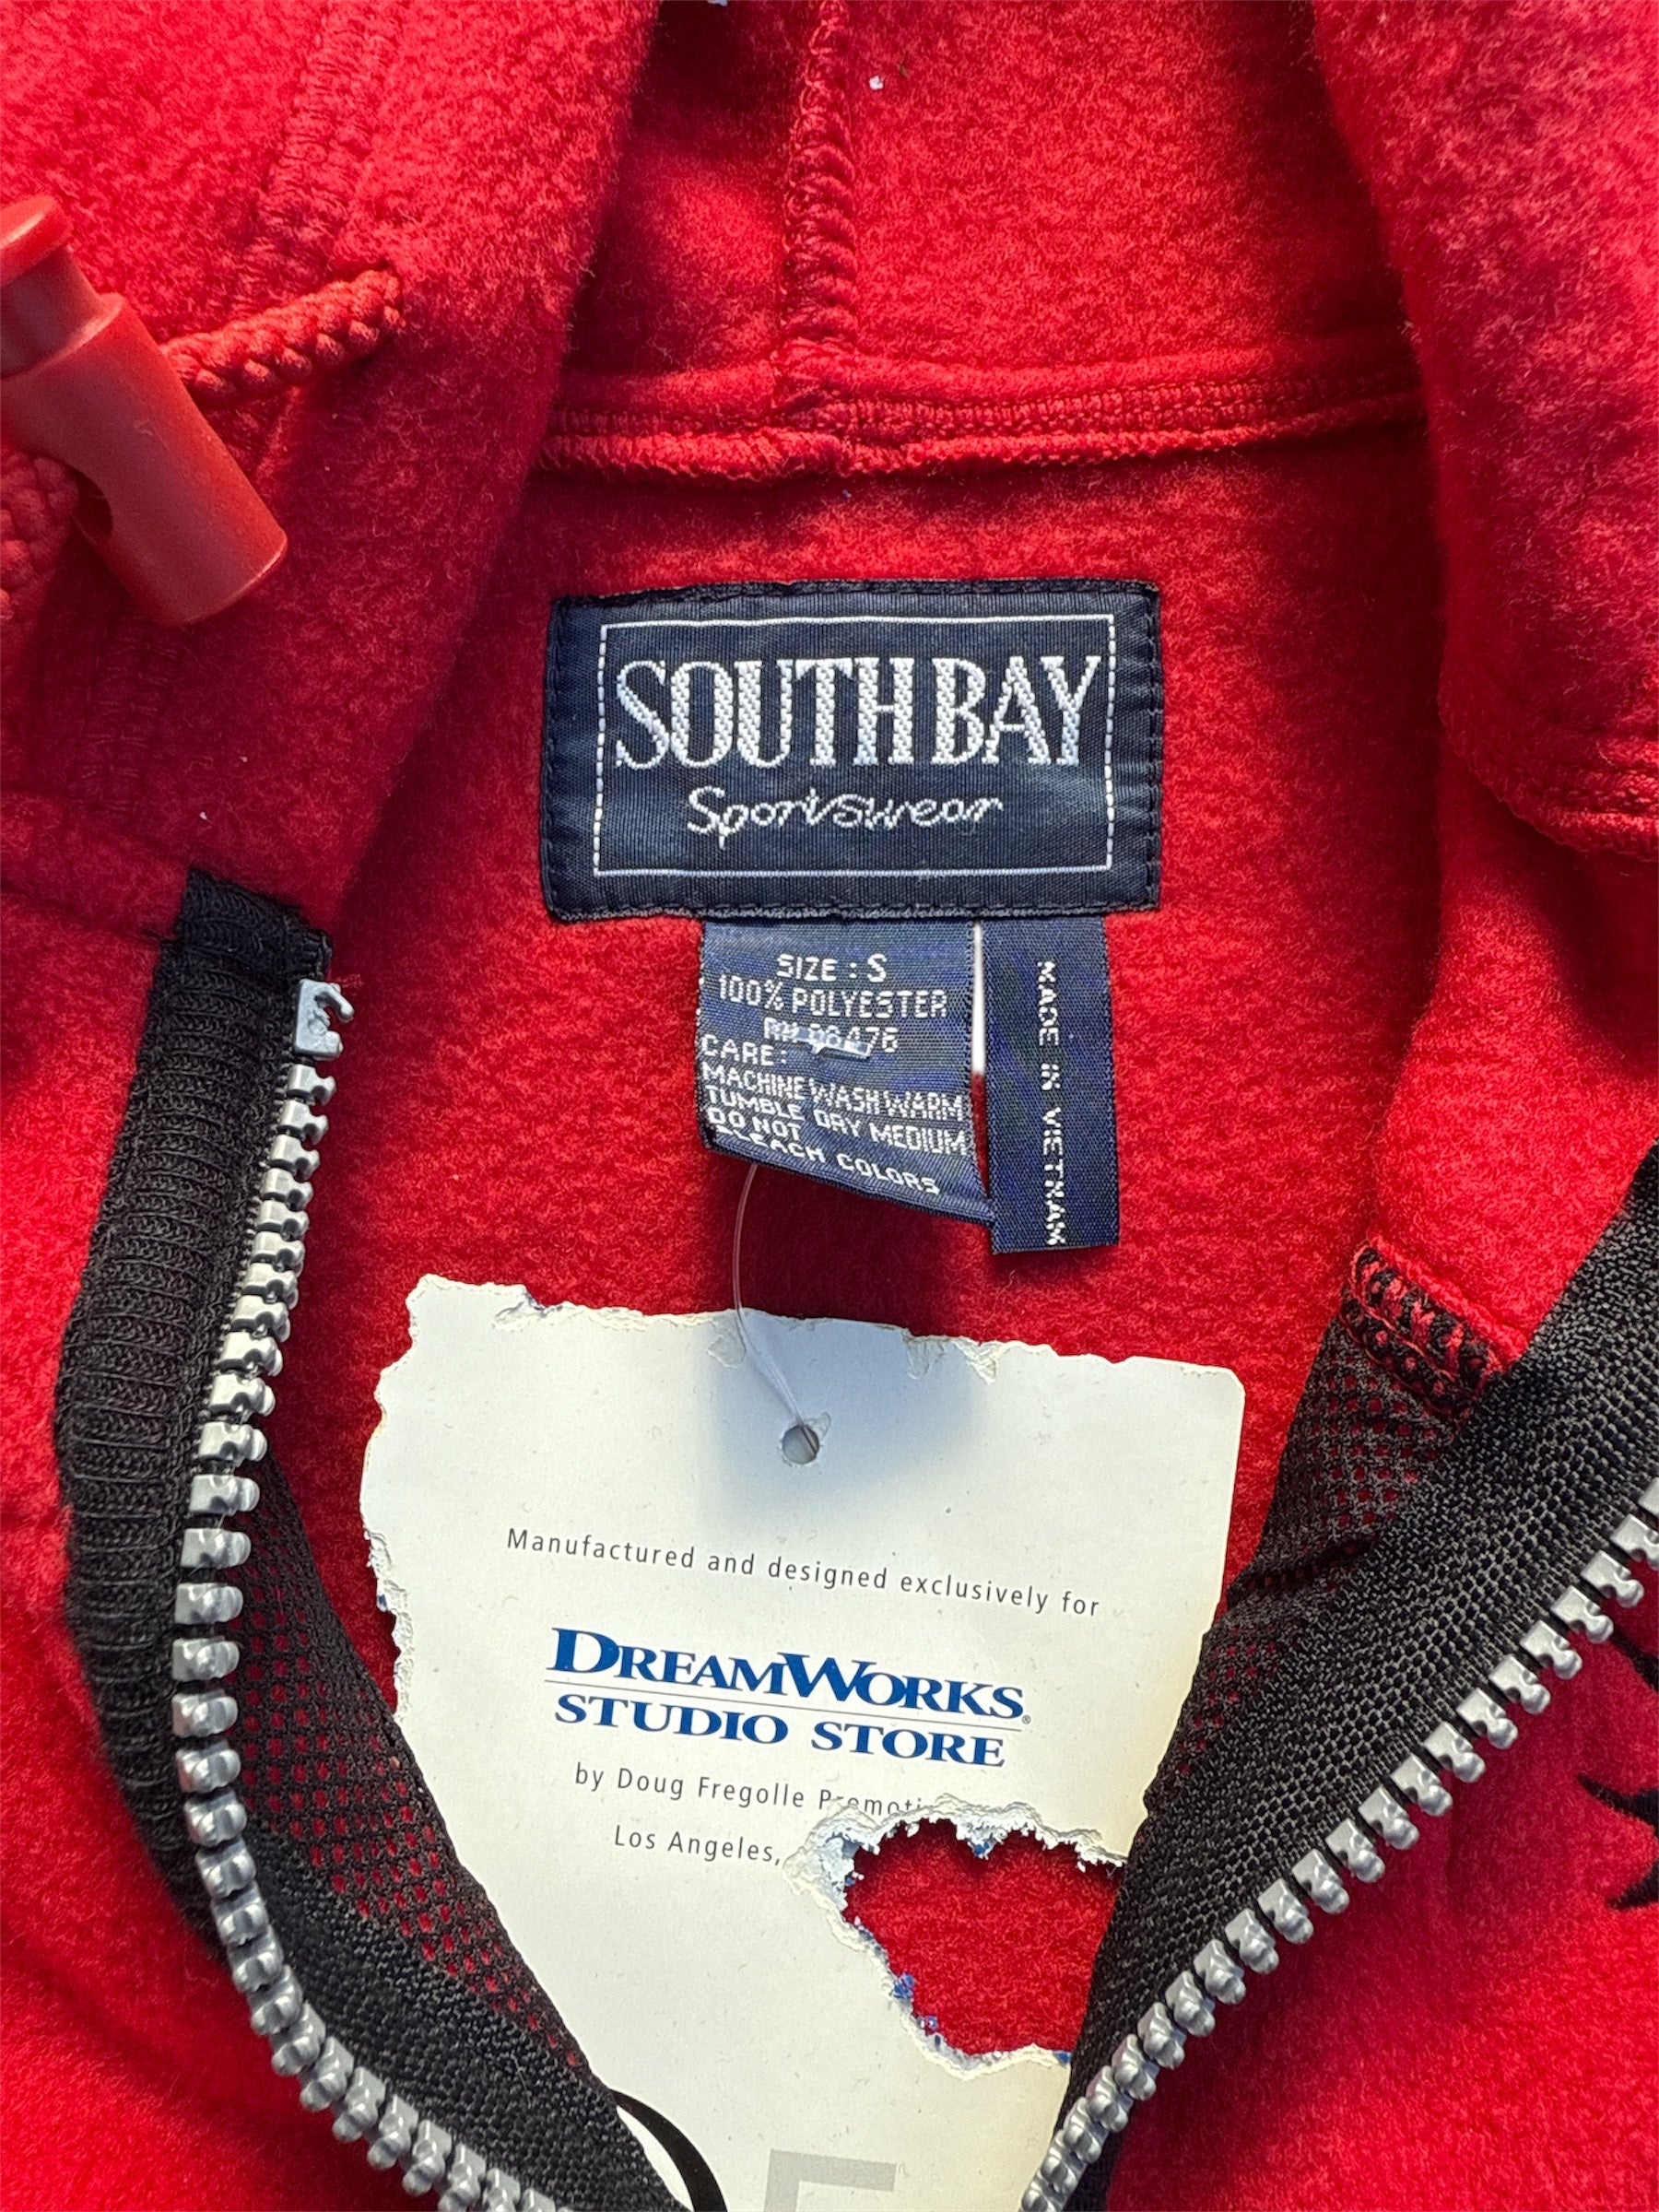 SOUTH BAY
Sportswear
SIZE : S
100% POLYESTER
CARE:
MACHINE WASH WARM
TUMBLE DRY MEDIUM
DO NOT
BLEACH COLORS
MADE IN VIETNAM
Manufactured and designed exclusively for
DREAMWORKS®
STUDIO STORE
by Doug Fregolle Promoti
Los Angeles,